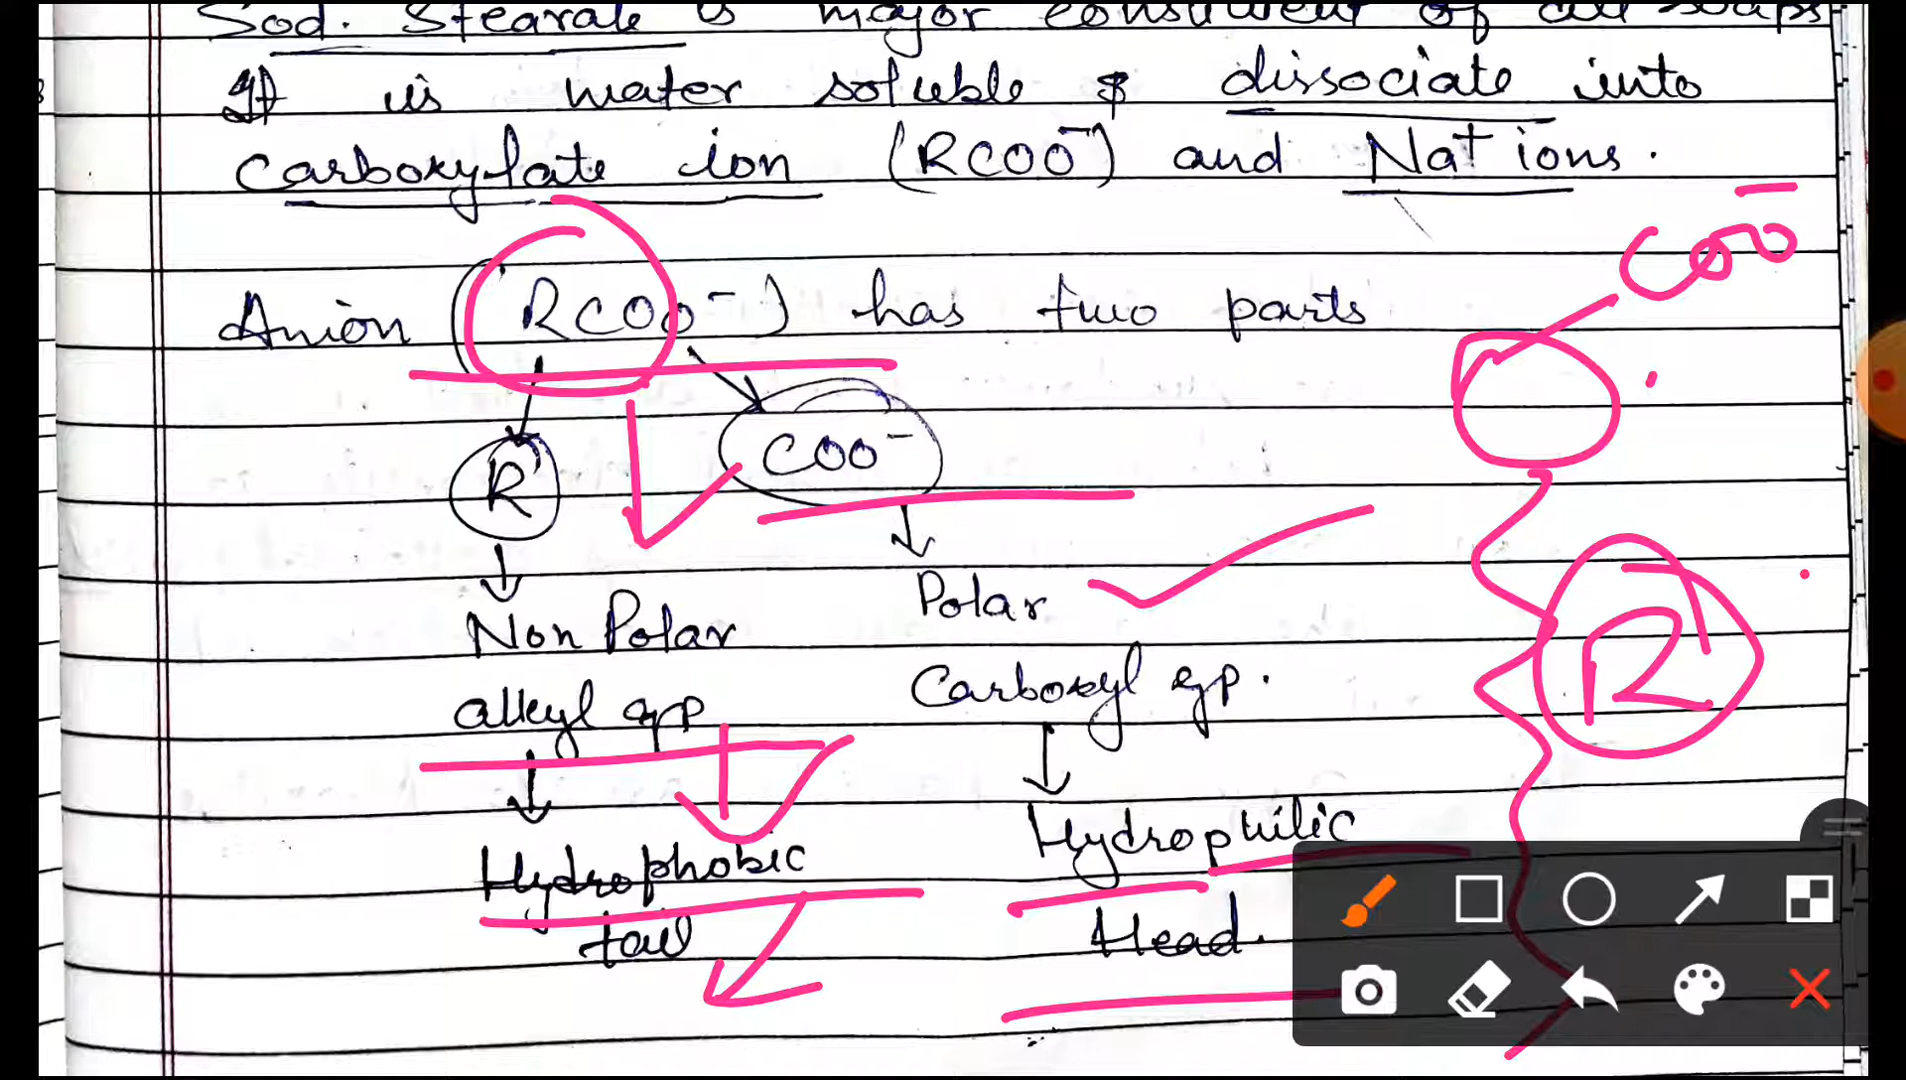 Sod. Stearate is major constituent of all soaps
It is water soluble & dissociate into
Carboxylate ion (RCOO⁻) and Na⁺ ions.
COO⁻
Anion (RCOO⁻) has two parts
R COO⁻
Non Polar Polar
R
alkyl gp Carboxyl gp.
Hydrophobic Hydrophilic
tail Head.